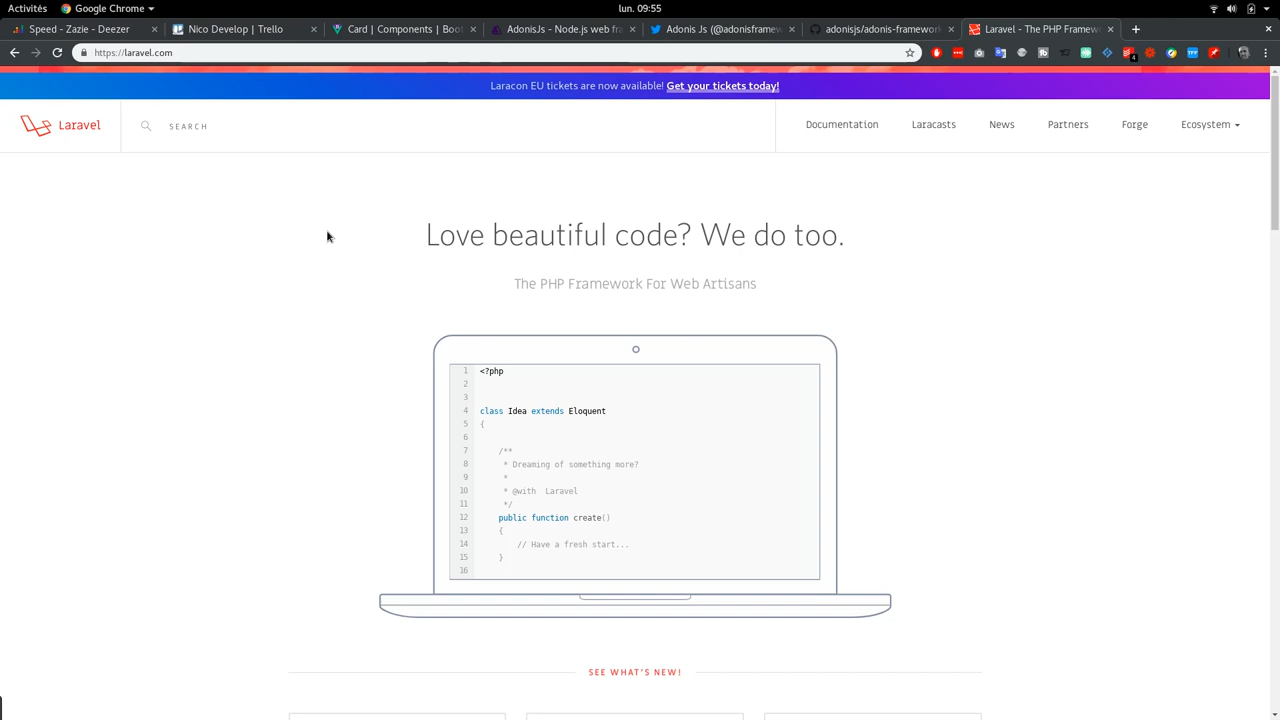 Activités
Google Chrome
lun. 09:55
Speed - Zazie - Deezer
Nico Develop | Trello
Card | Components | Boot
AdonisJs - Node.js web fra
Adonis Js (@adonisframew
adonisjs/adonis-framework
Laravel - The PHP Framew
https://laravel.com
4
Laracon EU tickets are now available! Get your tickets today!
Laravel
SEARCH
Documentation
Laracasts
News
Partners
Forge
Ecosystem
Love beautiful code? We do too.
The PHP Framework For Web Artisans
1 <?php
2
3
4 class Idea extends Eloquent
5 {
6
7 /**
8 * Dreaming of something more?
9 *
10 * @with  Laravel
11 */
12 public function create()
13 {
14 // Have a fresh start...
15 }
16
SEE WHAT'S NEW!